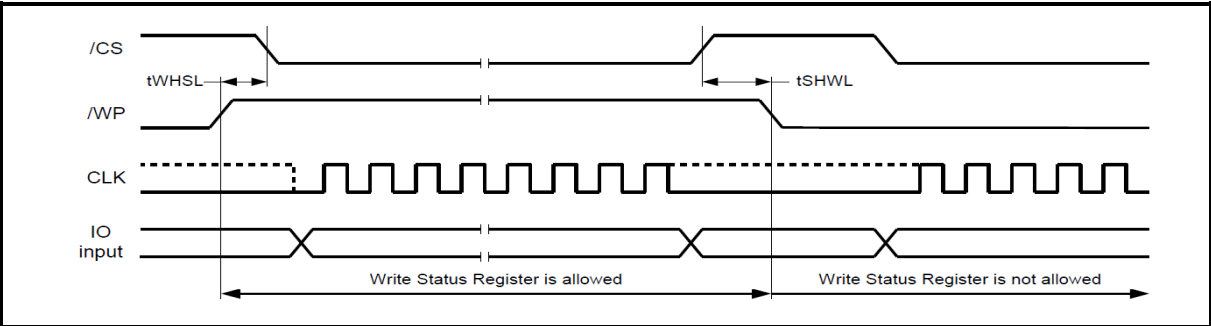 /CS
tWHSL
tSHWL
/WP
CLK
IO
input
Write Status Register is allowed
Write Status Register is not allowed